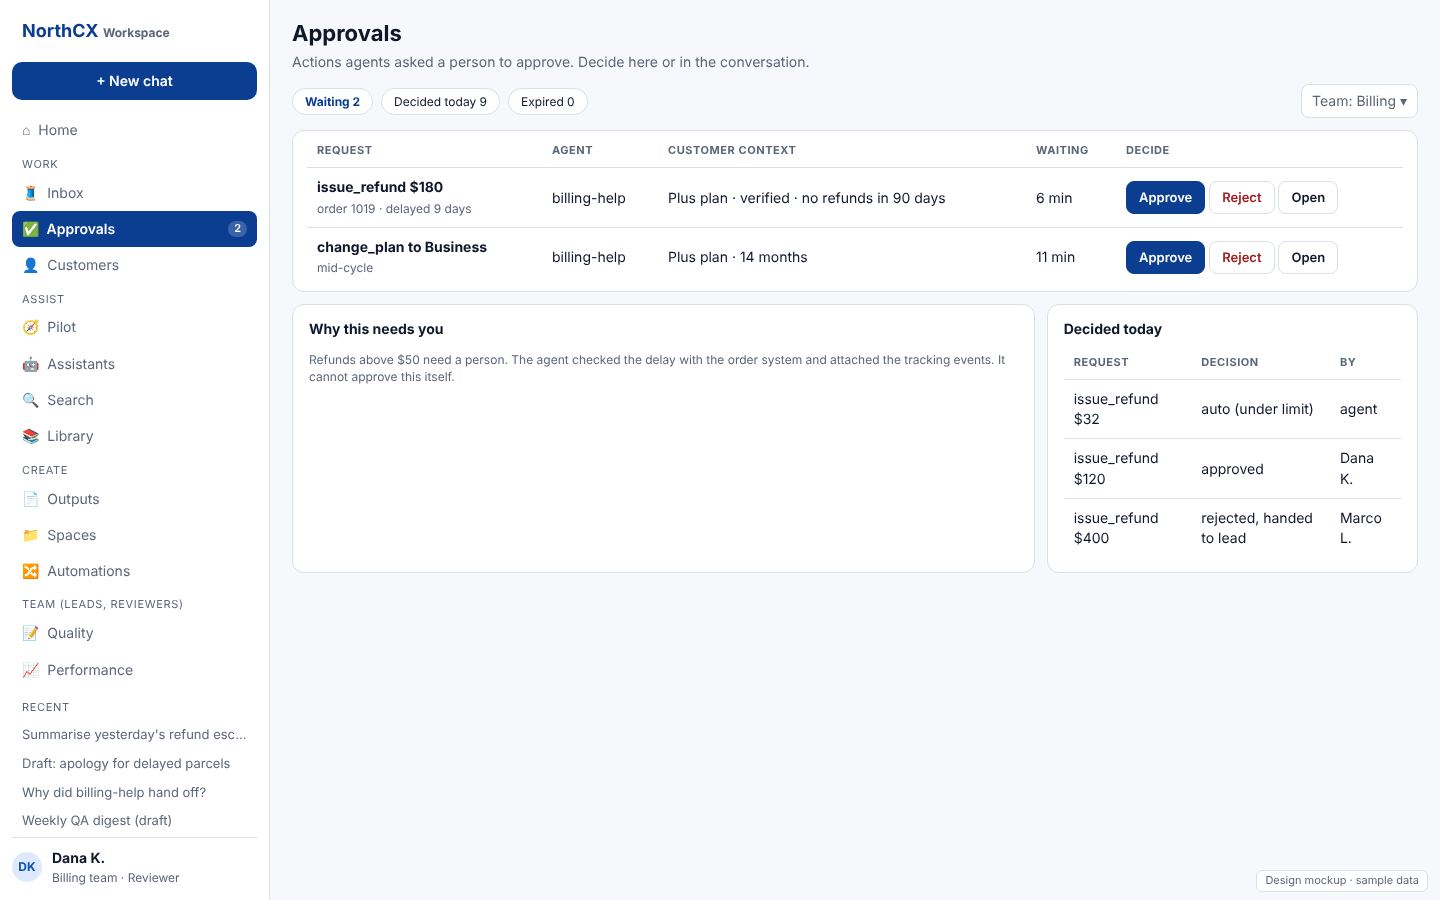 NorthCX Workspace
+ New chat
⌂ Home
WORK
Inbox
Approvals 2
Customers
ASSIST
Pilot
Assistants
Search
Library
CREATE
Outputs
Spaces
Automations
TEAM (LEADS, REVIEWERS)
Quality
Performance
RECENT
Summarise yesterday's refund esc...
Draft: apology for delayed parcels
Why did billing-help hand off?
Weekly QA digest (draft)
DK
Dana K.
Billing team · Reviewer
Approvals
Actions agents asked a person to approve. Decide here or in the conversation.
Waiting 2 Decided today 9 Expired 0 Team: Billing ▾
REQUEST AGENT CUSTOMER CONTEXT WAITING DECIDE
issue_refund $180
order 1019 · delayed 9 days
billing-help Plus plan · verified · no refunds in 90 days 6 min Approve Reject Open
change_plan to Business
mid-cycle
billing-help Plus plan · 14 months 11 min Approve Reject Open
Why this needs you
Refunds above $50 need a person. The agent checked the delay with the order system and attached the tracking events. It
cannot approve this itself.
Decided today
REQUEST DECISION BY
issue_refund
$32
auto (under limit) agent
issue_refund
$120
approved
Dana
K.
issue_refund
$400
rejected, handed
to lead
Marco
L.
Design mockup · sample data